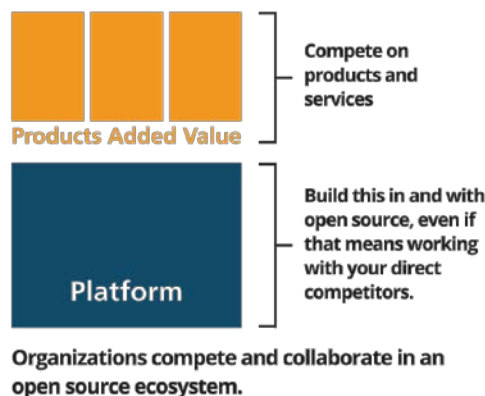 Compete on
products and
services
Products Added Value
Build this in and with
open source, even if
that means working
with your direct
competitors.
Platform
Organizations compete and collaborate in an
open source ecosystem.